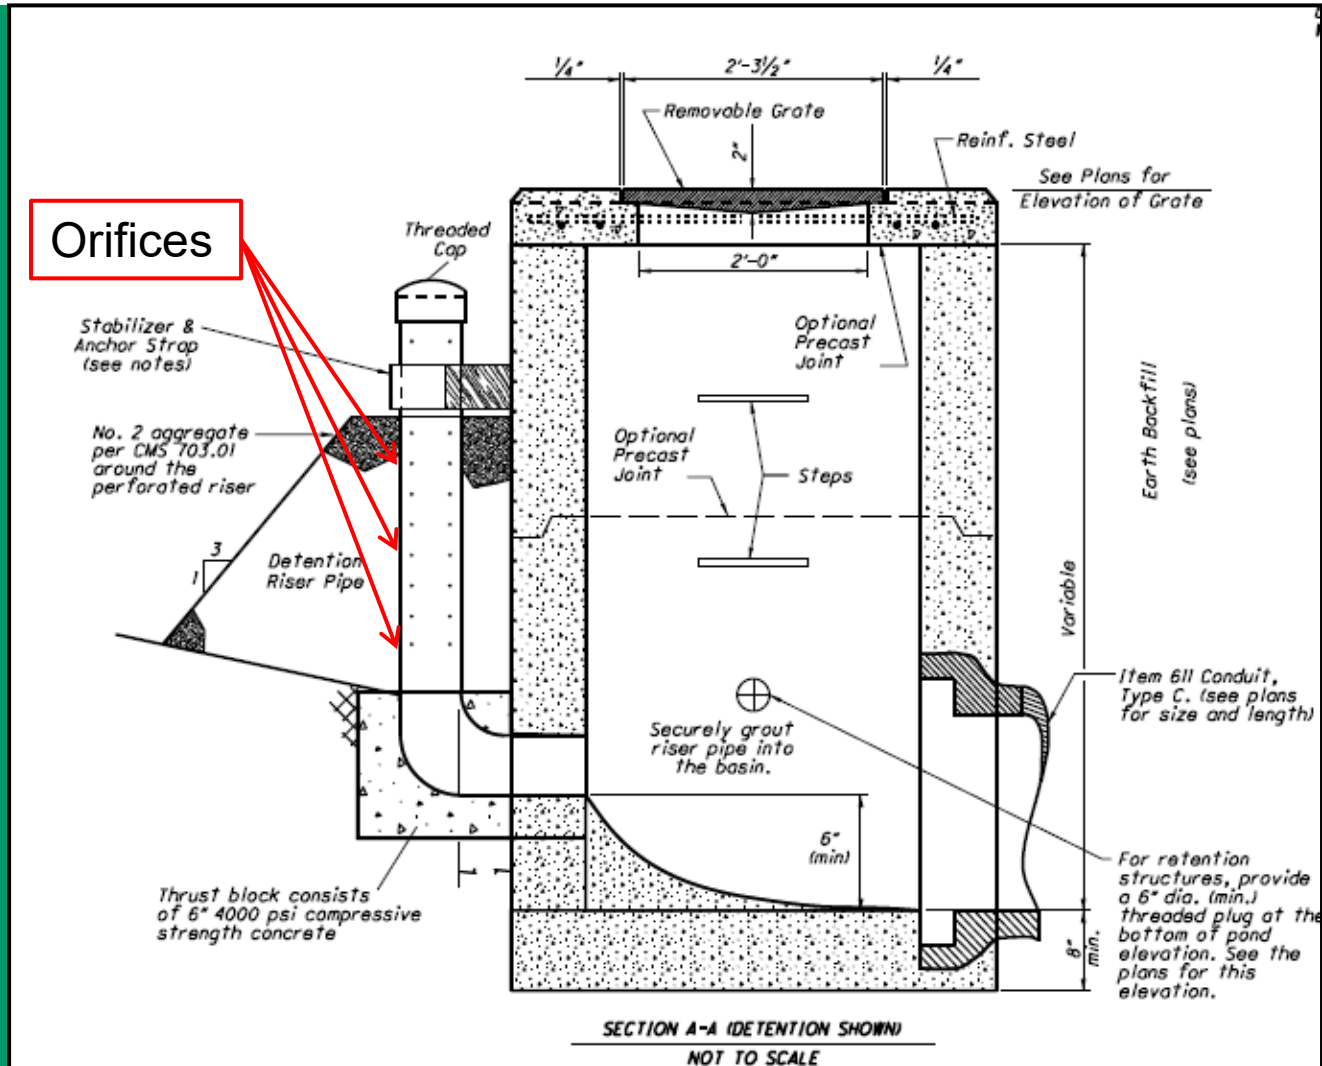 1/4"
2'-3 1/2"
1/4"
Removable Grate
2"
Reinf. Steel
See Plans for
Elevation of Grate
Orifices
Threaded
Cap
2'-0"
Stabilizer &
Anchor Strap
(see notes)
Optional
Precast
Joint
Earth Backfill
(see plans)
No. 2 aggregate
per CMS 703.01
around the
perforated riser
Optional
Precast
Joint
Steps
3
1
Detention
Riser Pipe
Variable
Item 611 Conduit,
Type C. (see plans
for size and length)
Securely grout
riser pipe into
the basin.
6"
(min)
For retention
structures, provide
a 6" dia. (min.)
threaded plug at the
bottom of pond
elevation. See the
plans for this
elevation.
Thrust block consists
of 6" 4000 psi compressive
strength concrete
8"
min.
SECTION A-A (DETENTION SHOWN)
NOT TO SCALE